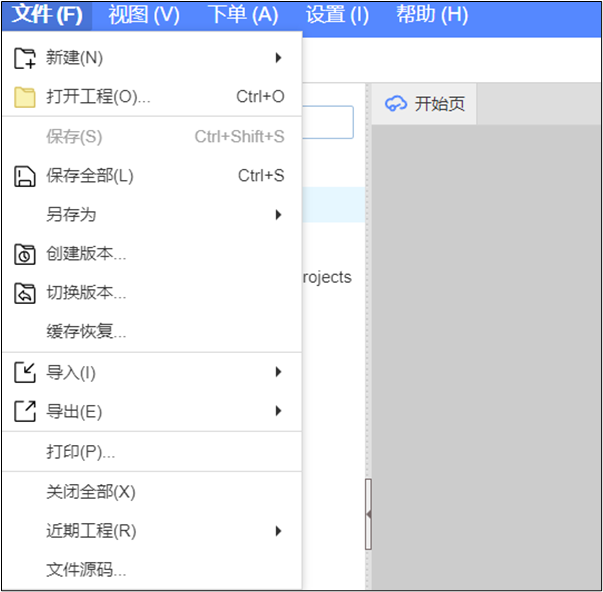 文件 (F) 视图 (V) 下单 (A) 设置 (I) 帮助 (H)
新建(N)
打开工程(O)... Ctrl+O
开始页
保存(S) Ctrl+Shift+S
保存全部(L) Ctrl+S
另存为
创建版本...
rojects
切换版本...
缓存恢复...
导入(I)
导出(E)
打印(P)...
关闭全部(X)
近期工程(R)
文件源码...